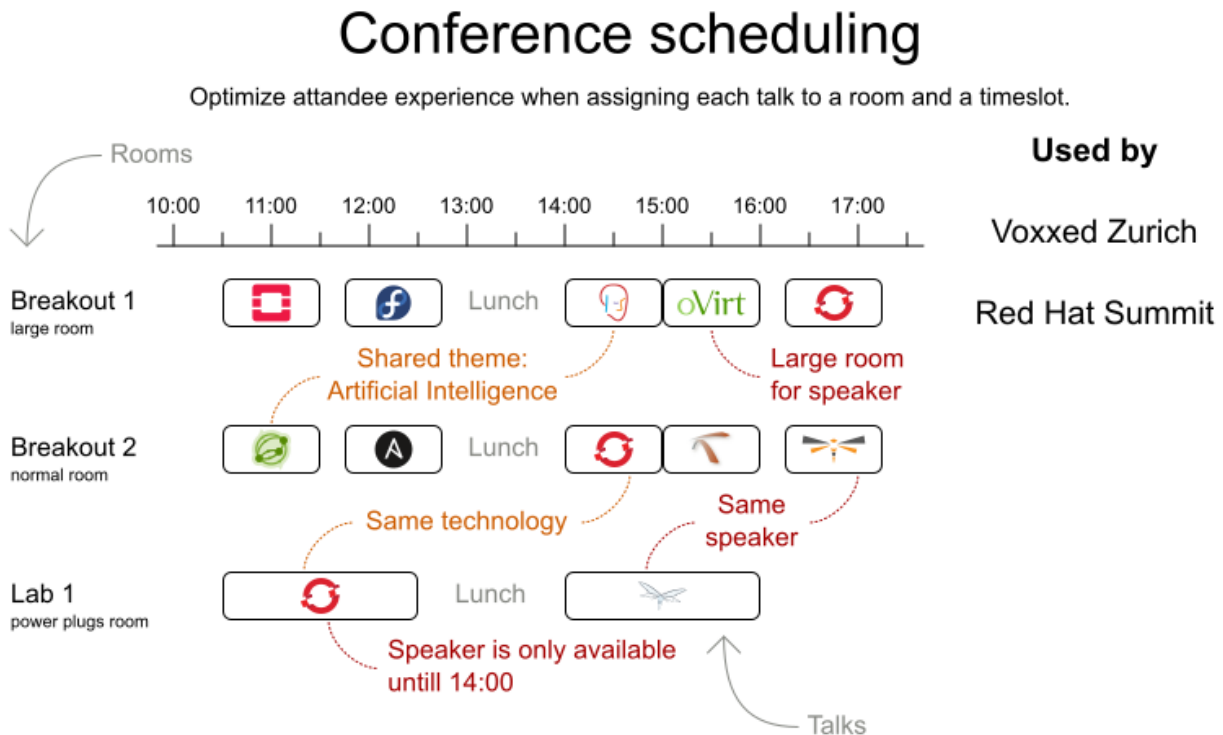 Conference scheduling
Optimize attandee experience when assigning each talk to a room and a timeslot.
Rooms
Used by
10:00 11:00 12:00 13:00 14:00 15:00 16:00 17:00
Voxxed Zurich
Red Hat Summit
Breakout 1
large room
Lunch
oVirt
Shared theme:
Artificial Intelligence
Large room
for speaker
Breakout 2
normal room
Lunch
Same technology
Same
speaker
Lab 1
power plugs room
Lunch
Speaker is only available
untill 14:00
Talks